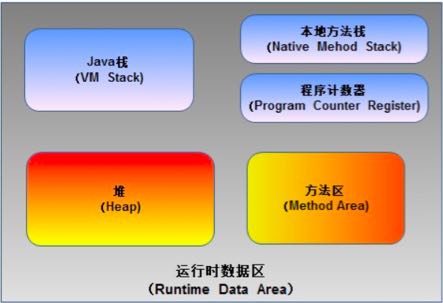 Java栈
(VM Stack)
本地方法栈
(Native Mehod Stack)
程序计数器
(Program Counter Register)
堆
(Heap)
方法区
(Method Area)
运行时数据区
(Runtime Data Area)